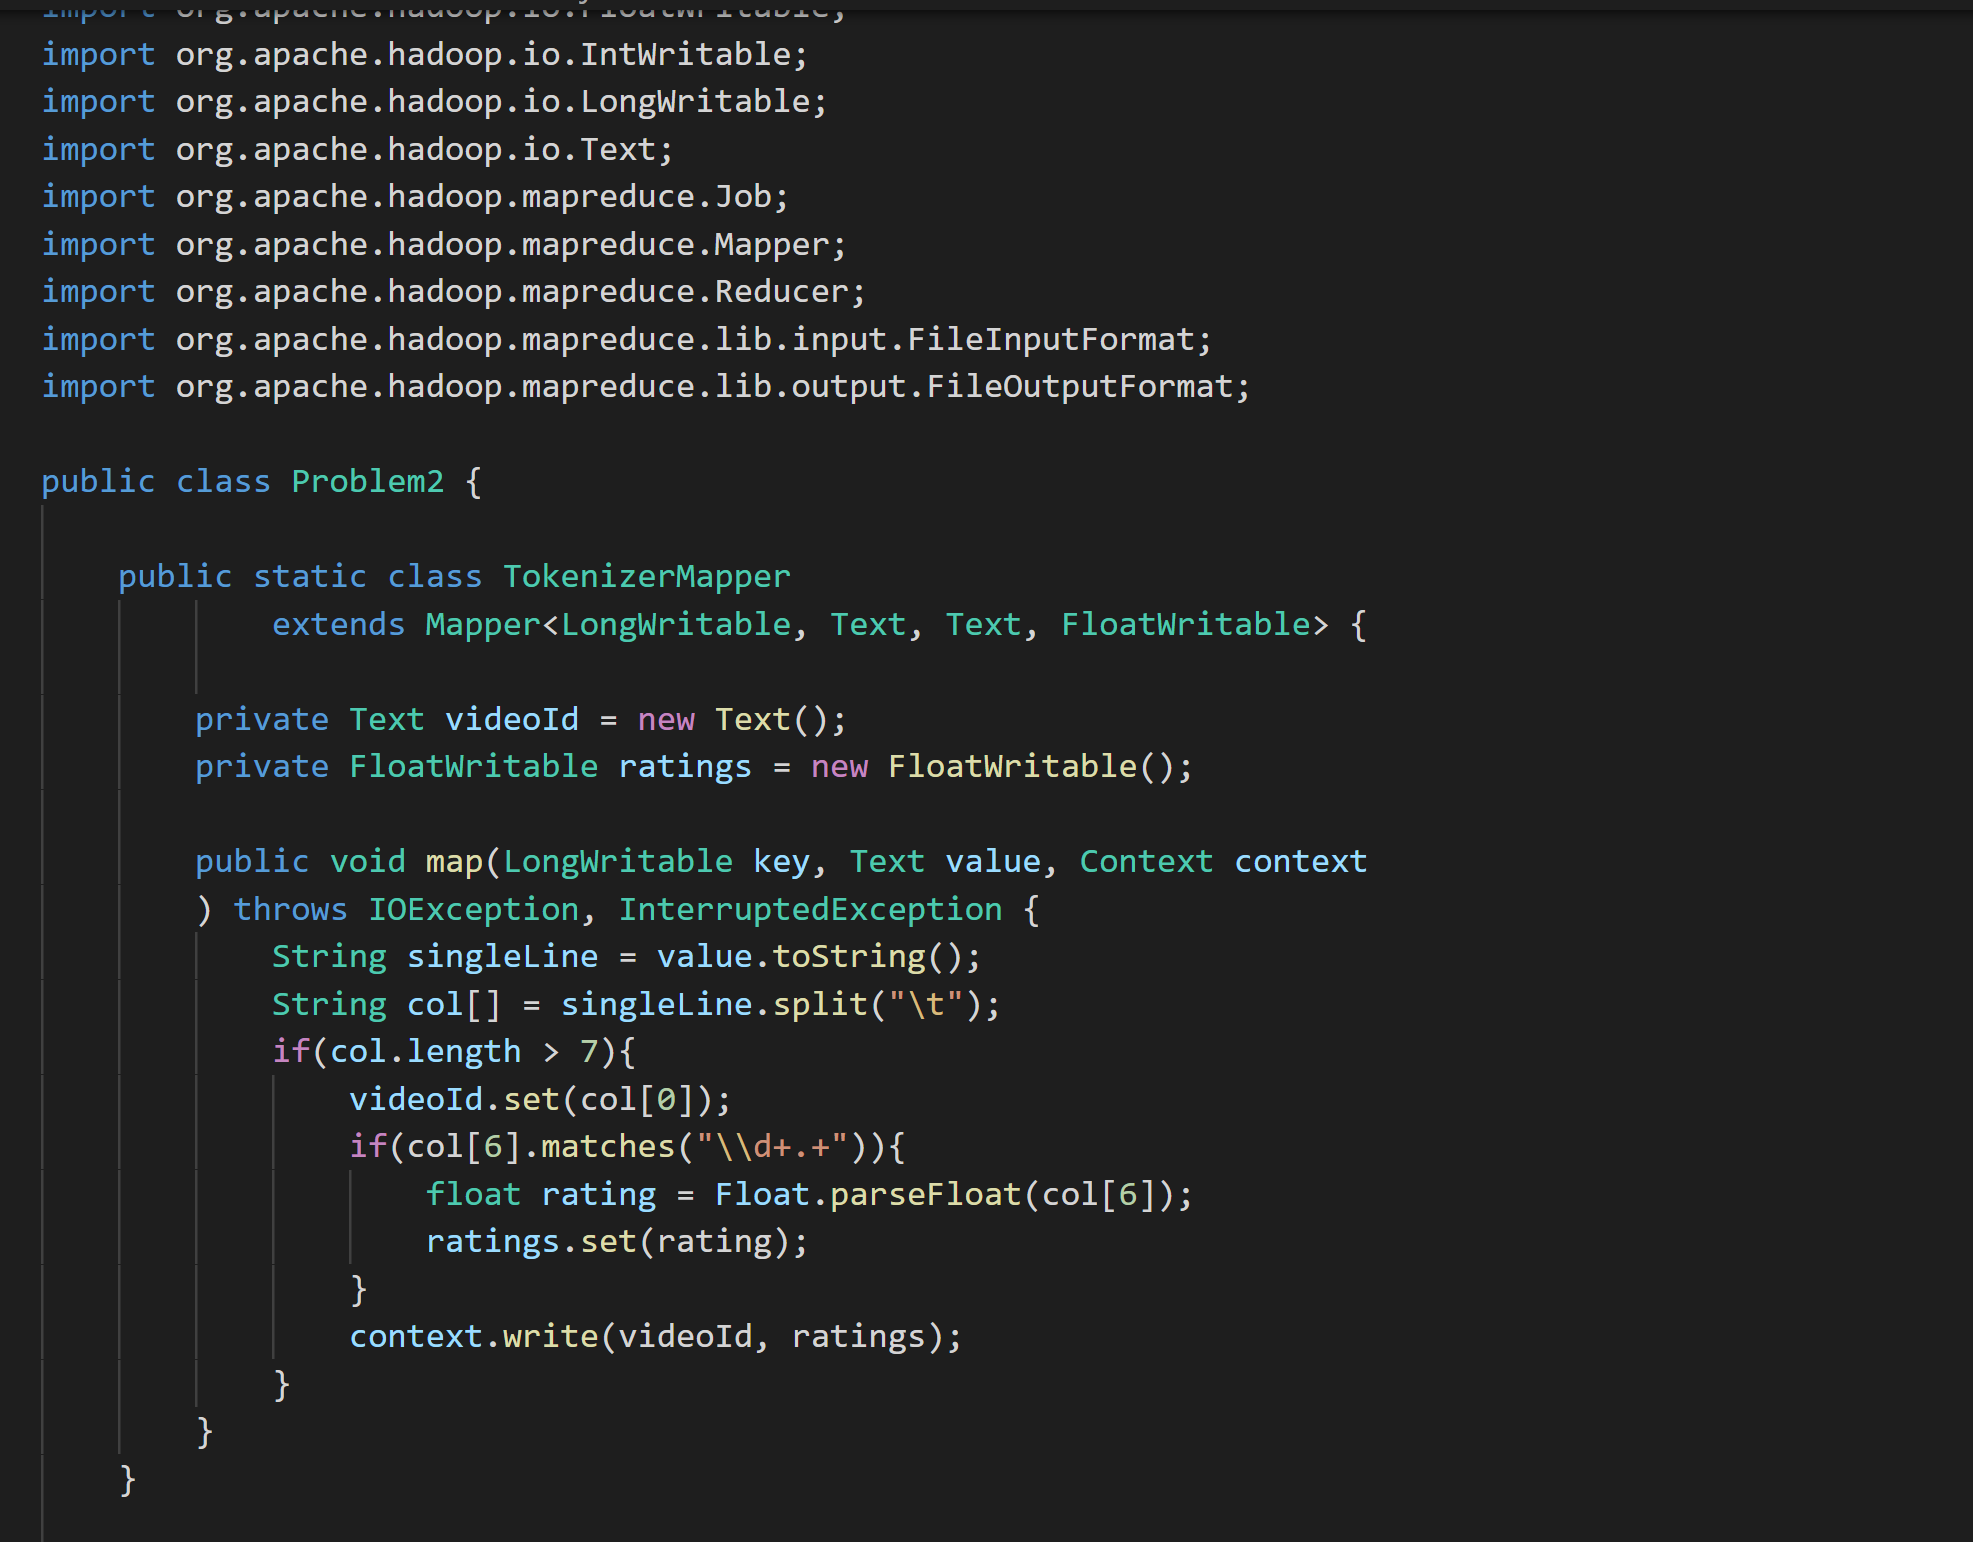 import org.apache.hadoop.io.FloatWritable;
import org.apache.hadoop.io.IntWritable;
import org.apache.hadoop.io.LongWritable;
import org.apache.hadoop.io.Text;
import org.apache.hadoop.mapreduce.Job;
import org.apache.hadoop.mapreduce.Mapper;
import org.apache.hadoop.mapreduce.Reducer;
import org.apache.hadoop.mapreduce.lib.input.FileInputFormat;
import org.apache.hadoop.mapreduce.lib.output.FileOutputFormat;

public class Problem2 {

    public static class TokenizerMapper
            extends Mapper<LongWritable, Text, Text, FloatWritable> {

        private Text videoId = new Text();
        private FloatWritable ratings = new FloatWritable();

        public void map(LongWritable key, Text value, Context context
        ) throws IOException, InterruptedException {
            String singleLine = value.toString();
            String col[] = singleLine.split("\t");
            if(col.length > 7){
                videoId.set(col[0]);
                if(col[6].matches("\\d+.+")){
                    float rating = Float.parseFloat(col[6]);
                    ratings.set(rating);
                }
                context.write(videoId, ratings);
            }
        }
    }